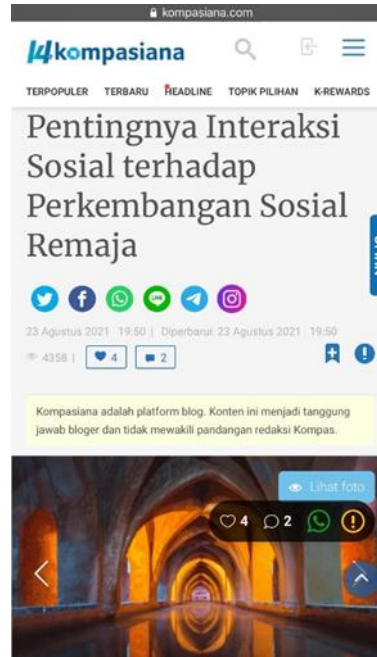 kompasiana.com
kompasiana
TERPOPULER TERBARU HEADLINE TOPIK PILIHAN K-REWARDS
Pentingnya Interaksi
Sosial terhadap
Perkembangan Sosial
Remaja
23 Agustus 2021 19:50 | Diperbarui: 23 Agustus 2021 19:50
4358 | 4 2
Kompasiana adalah platform blog. Konten ini menjadi tanggung
jawab bloger dan tidak mewakili pandangan redaksi Kompas.
Lihat foto
4 2